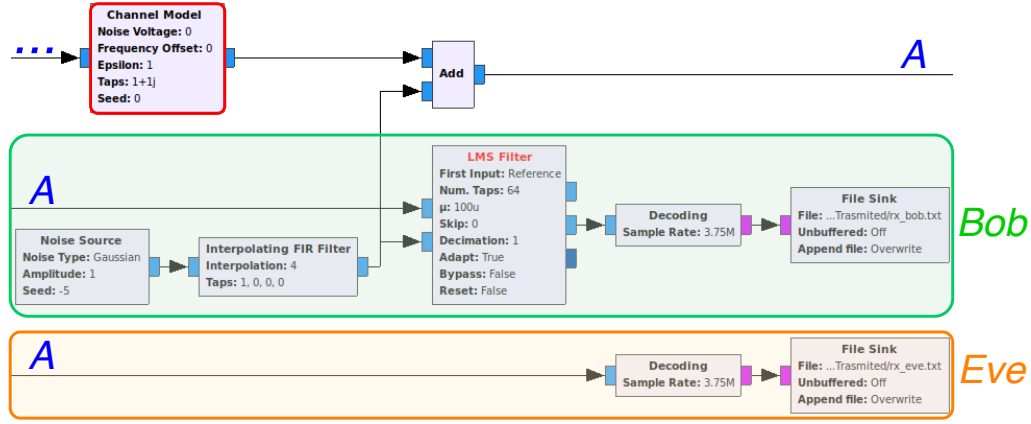 Channel Model
Noise Voltage: 0
Frequency Offset: 0
Epsilon: 1
Taps: 1+1j
Seed: 0
...
Add
A
A
Noise Source
Noise Type: Gaussian
Amplitude: 1
Seed: -5
Interpolating FIR Filter
Interpolation: 4
Taps: 1, 0, 0, 0
LMS Filter
First Input: Reference
Num. Taps: 64
μ: 100u
Skip: 0
Decimation: 1
Adapt: True
Bypass: False
Reset: False
Decoding
Sample Rate: 3.75M
File Sink
File: ...Trasmited/rx_bob.txt
Unbuffered: Off
Append file: Overwrite
Bob
A
Decoding
Sample Rate: 3.75M
File Sink
File: ...Trasmited/rx_eve.txt
Unbuffered: Off
Append file: Overwrite
Eve